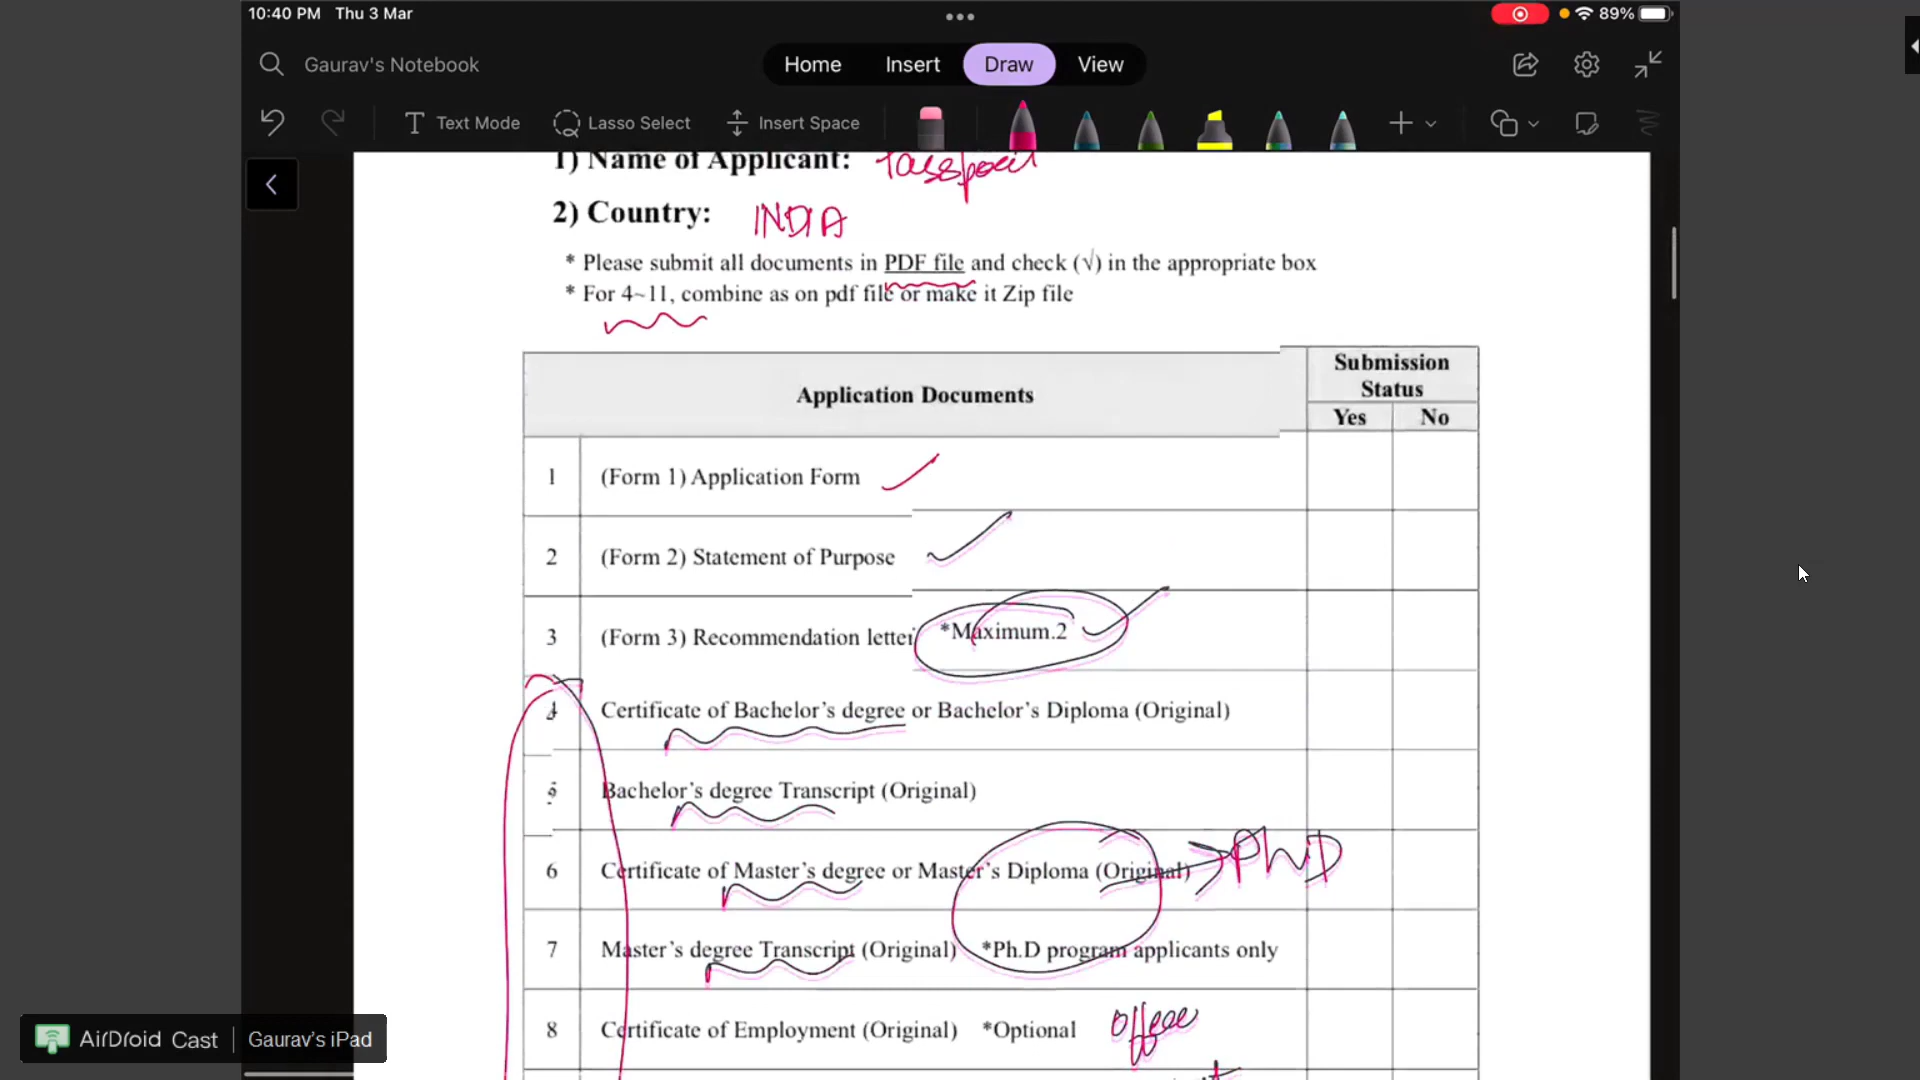 10:40 PM Thu 3 Mar
89%
Gaurav's Notebook
Home Insert Draw View
Text Mode Lasso Select Insert Space
1) Name of Applicant: Passport
2) Country: INDIA
* Please submit all documents in PDF file and check (√) in the appropriate box
* For 4~11, combine as on pdf file or make it Zip file
Application Documents
Submission Status
Yes No
1 (Form 1) Application Form
2 (Form 2) Statement of Purpose
3 (Form 3) Recommendation letter *Maximum.2
4 Certificate of Bachelor's degree or Bachelor's Diploma (Original)
5 Bachelor's degree Transcript (Original)
6 Certificate of Master's degree or Master's Diploma (Original) PhD
7 Master's degree Transcript (Original) *Ph.D program applicants only
8 Certificate of Employment (Original) *Optional
AirDroid Cast Gaurav's iPad